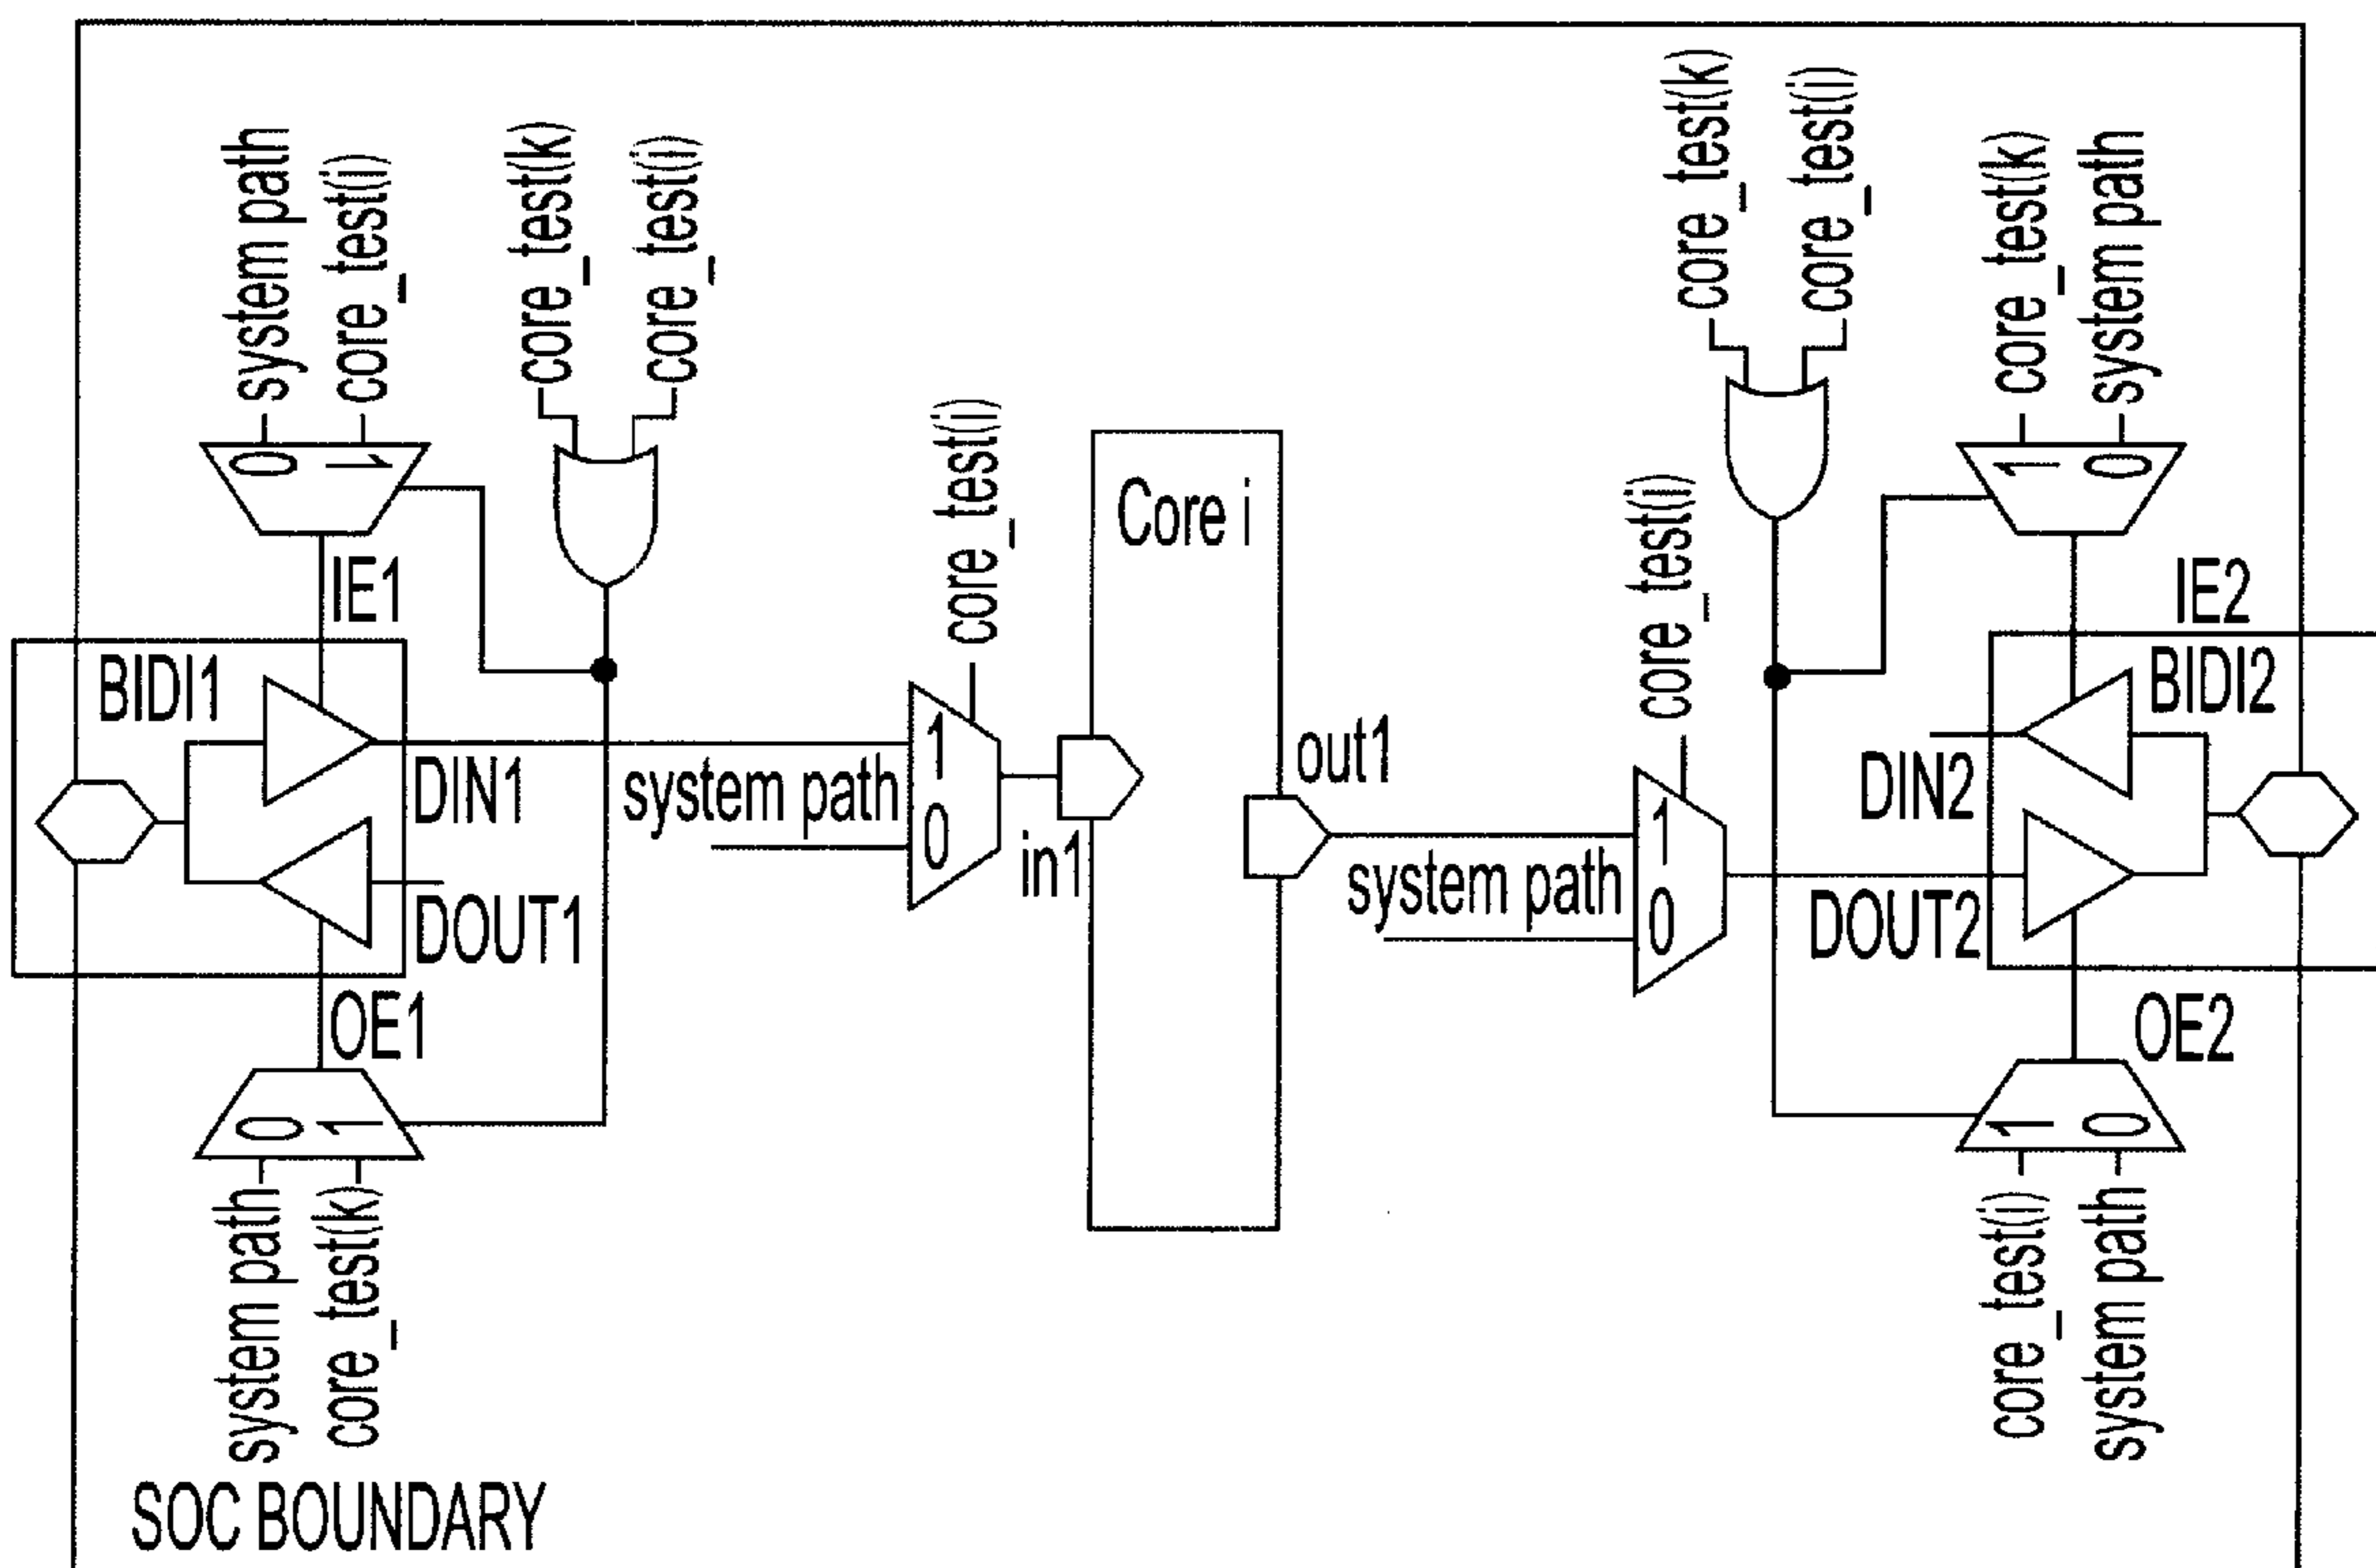 system path
core_test(i)
core_test(k)
core_test(i)
core_test(k)
core_test(i)
core_test(k)
system path
0
1
1
0
IE1
IE2
core_test(i)
Core i
core_test(i)
BIDI1
BIDI2
DIN1
DIN2
system path
1
0
in1
out1
system path
1
0
DOUT1
DOUT2
OE1
OE2
0
1
1
0
system path
core_test(k)
core_test(i)
system path
SOC BOUNDARY